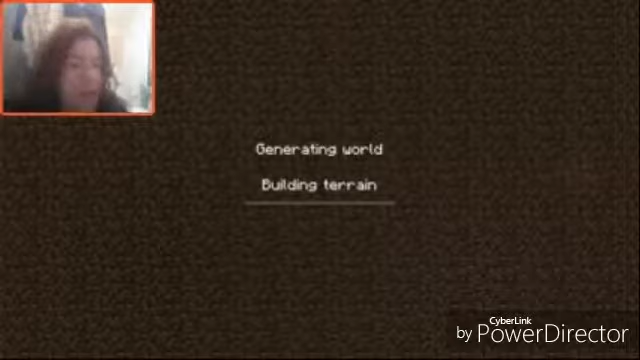 Generating world
Building terrain
CyberLink
by PowerDirector